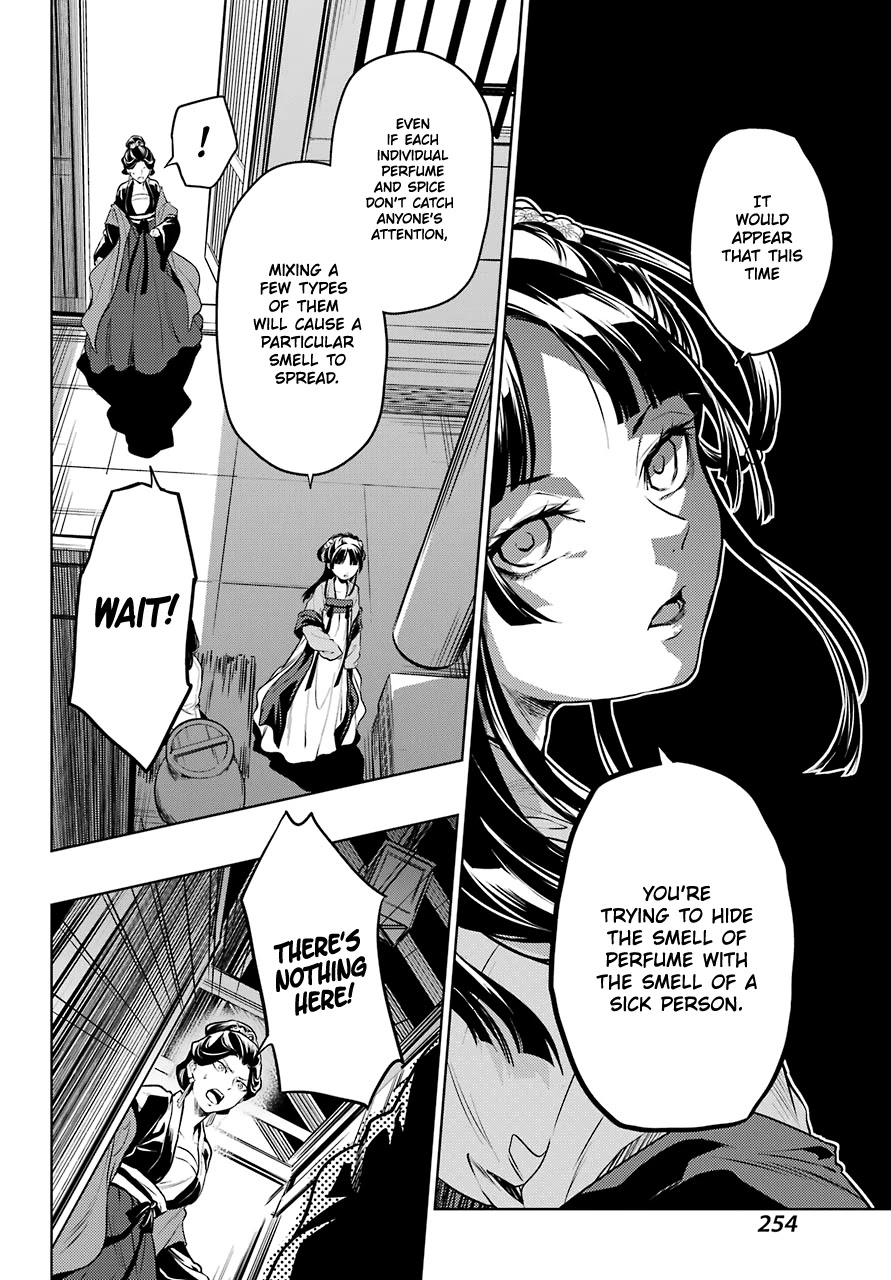 IT
WOULD
APPEAR
THAT THIS
TIME
YOU'RE
TRYING TO HIDE
THE SMELL OF
PERFUME WITH
THE SMELL OF A
SICK PERSON.
EVEN
IF EACH
INDIVIDUAL
PERFUME
AND SPICE
DON'T CATCH
ANYONE'S
ATTENTION,
MIXING A
FEW TYPES
OF THEM
WILL CAUSE A
PARTICULAR
SMELL TO
SPREAD.
!
WAIT!
THERE'S
NOTHING
HERE!
254